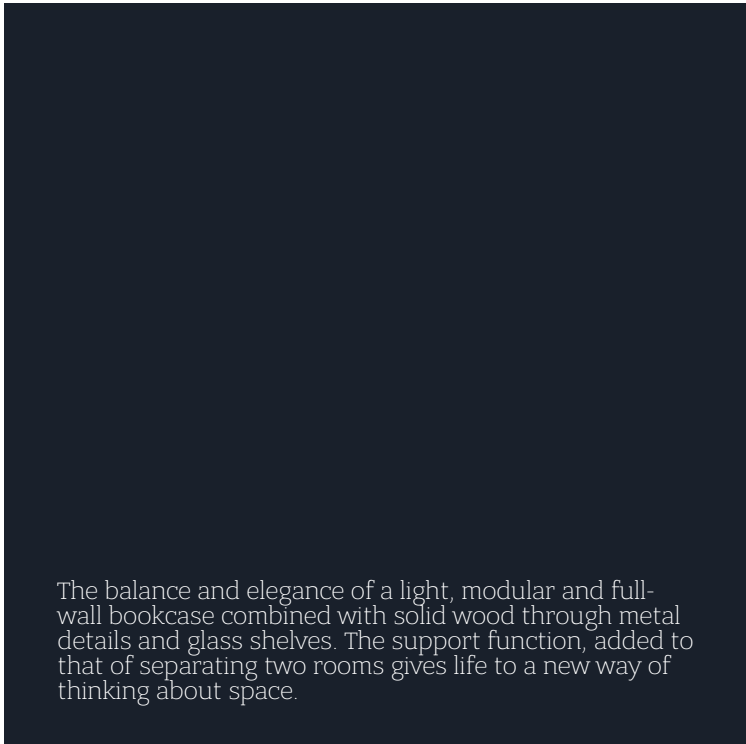 The balance and elegance of a light, modular and full-
wall bookcase combined with solid wood through metal
details and glass shelves. The support function, added to
that of separating two rooms gives life to a new way of
thinking about space.